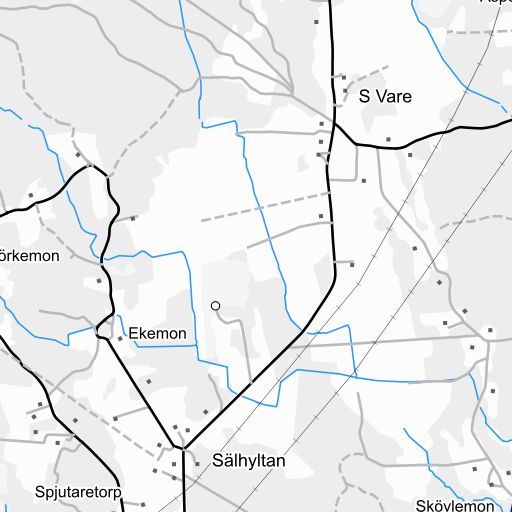 S Vare
örkemon
Ekemon
Sälhyltan
Spjutaretorp
Skövlemon